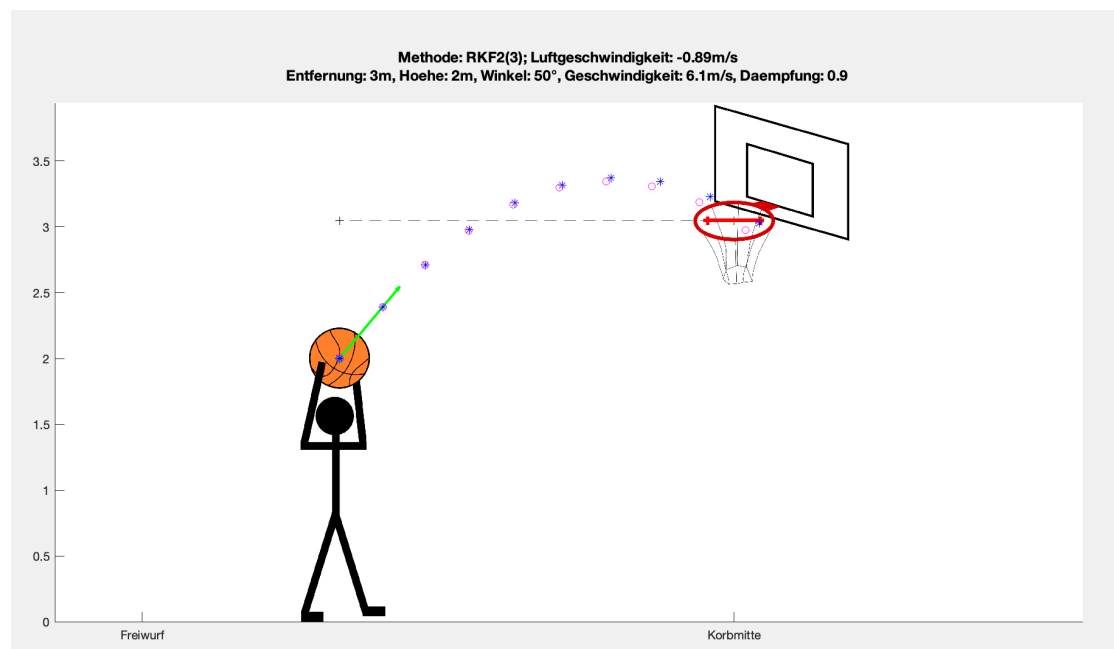 Methode: RKF2(3); Luftgeschwindigkeit: -0.89m/s
Entfernung: 3m, Hoehe: 2m, Winkel: 50°, Geschwindigkeit: 6.1m/s, Daempfung: 0.9
3.5
3
2.5
2
1.5
1
0.5
0
Freiwurf
Korbmitte